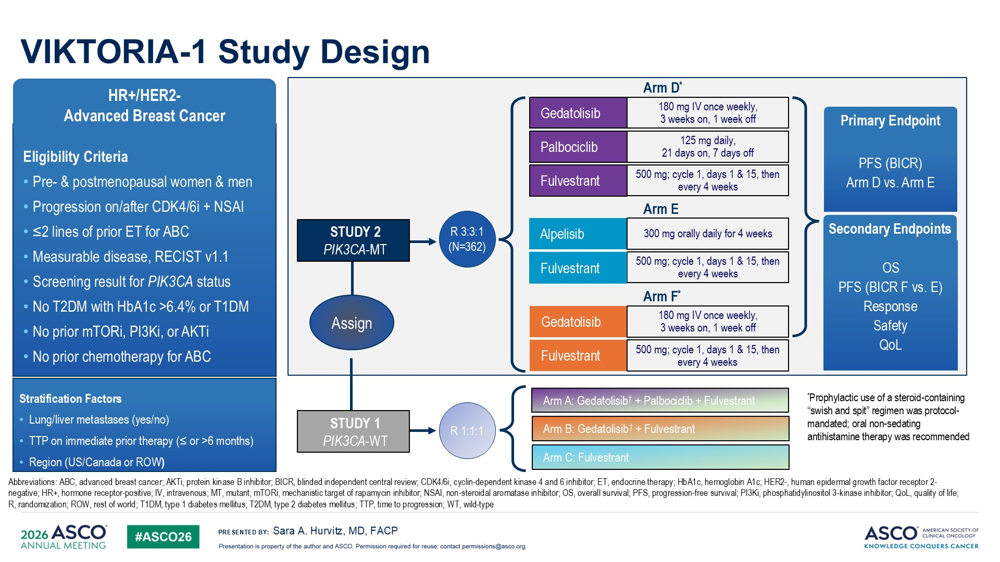 VIKTORIA-1 Study Design
HR+/HER2-
Advanced Breast Cancer
Eligibility Criteria
• Pre- & postmenopausal women & men
• Progression on/after CDK4/6i + NSAI
• ≤2 lines of prior ET for ABC
• Measurable disease, RECIST v1.1
• Screening result for PIK3CA status
• No T2DM with HbA1c >6.4% or T1DM
• No prior mTORi, PI3Ki, or AKTi
• No prior chemotherapy for ABC
Stratification Factors
• Lung/liver metastases (yes/no)
• TTP on immediate prior therapy (≤ or >6 months)
• Region (US/Canada or ROW)
STUDY 2
PIK3CA-MT
Assign
STUDY 1
PIK3CA-WT
R 3:3:1
(N=362)
R 1:1:1
Arm D*
Gedatolisib
180 mg IV once weekly,
3 weeks on, 1 week off
Palbociclib
125 mg daily,
21 days on, 7 days off
Fulvestrant
500 mg; cycle 1, days 1 & 15, then
every 4 weeks
Arm E
Alpelisib
300 mg orally daily for 4 weeks
Fulvestrant
500 mg; cycle 1, days 1 & 15, then
every 4 weeks
Arm F*
Gedatolisib
180 mg IV once weekly,
3 weeks on, 1 week off
Fulvestrant
500 mg; cycle 1, days 1 & 15, then
every 4 weeks
Arm A: Gedatolisib† + Palbociclib + Fulvestrant
Arm B: Gedatolisib† + Fulvestrant
Arm C: Fulvestrant
Primary Endpoint
PFS (BICR)
Arm D vs. Arm E
Secondary Endpoints
OS
PFS (BICR F vs. E)
Response
Safety
QoL
*Prophylactic use of a steroid-containing
“swish and spit” regimen was protocol-
mandated; oral non-sedating
antihistamine therapy was recommended
Abbreviations: ABC, advanced breast cancer; AKTi, protein kinase B inhibitor; BICR, blinded independent central review; CDK4/6i, cyclin-dependent kinase 4 and 6 inhibitor; ET, endocrine therapy; HbA1c, hemoglobin A1c; HER2-, human epidermal growth factor receptor 2-
negative; HR+, hormone receptor-positive; IV, intravenous; MT, mutant; mTORi, mechanistic target of rapamycin inhibitor; NSAI, non-steroidal aromatase inhibitor; OS, overall survival; PFS, progression-free survival; PI3Ki, phosphatidylinositol 3-kinase inhibitor; QoL, quality of life;
R, randomization; ROW, rest of world; T1DM, type 1 diabetes mellitus; T2DM, type 2 diabetes mellitus; TTP, time to progression; WT, wild-type
2026 ASCO
ANNUAL MEETING
#ASCO26
PRESENTED BY: Sara A. Hurvitz, MD, FACP
Presentation is property of the author and ASCO. Permission required for reuse; contact permissions@asco.org.
ASCO AMERICAN SOCIETY OF
CLINICAL ONCOLOGY
KNOWLEDGE CONQUERS CANCER